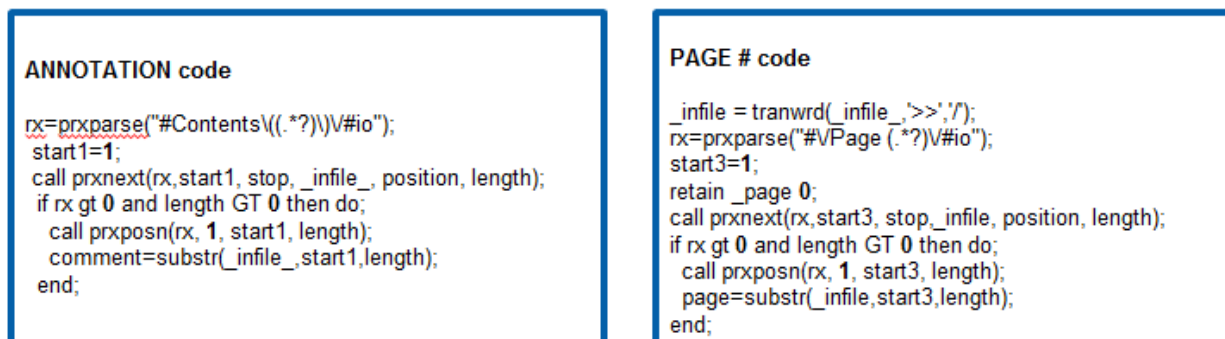 ANNOTATION code
rx=prxparse("#Contents\((.*?)\)\/#io");
start1=1;
call prxnext(rx,start1, stop, _infile_, position, length);
if rx gt 0 and length GT 0 then do;
call prxposn(rx, 1, start1, length);
comment=substr(_infile_,start1,length);
end;
PAGE # code
_infile = tranwrd(_infile_,'>>','/');
rx=prxparse("#\/Page (.*?)\/#io");
start3=1;
retain _page 0;
call prxnext(rx,start3, stop,_infile, position, length);
if rx gt 0 and length GT 0 then do;
call prxposn(rx, 1, start3, length);
page=substr(_infile,start3,length);
end;